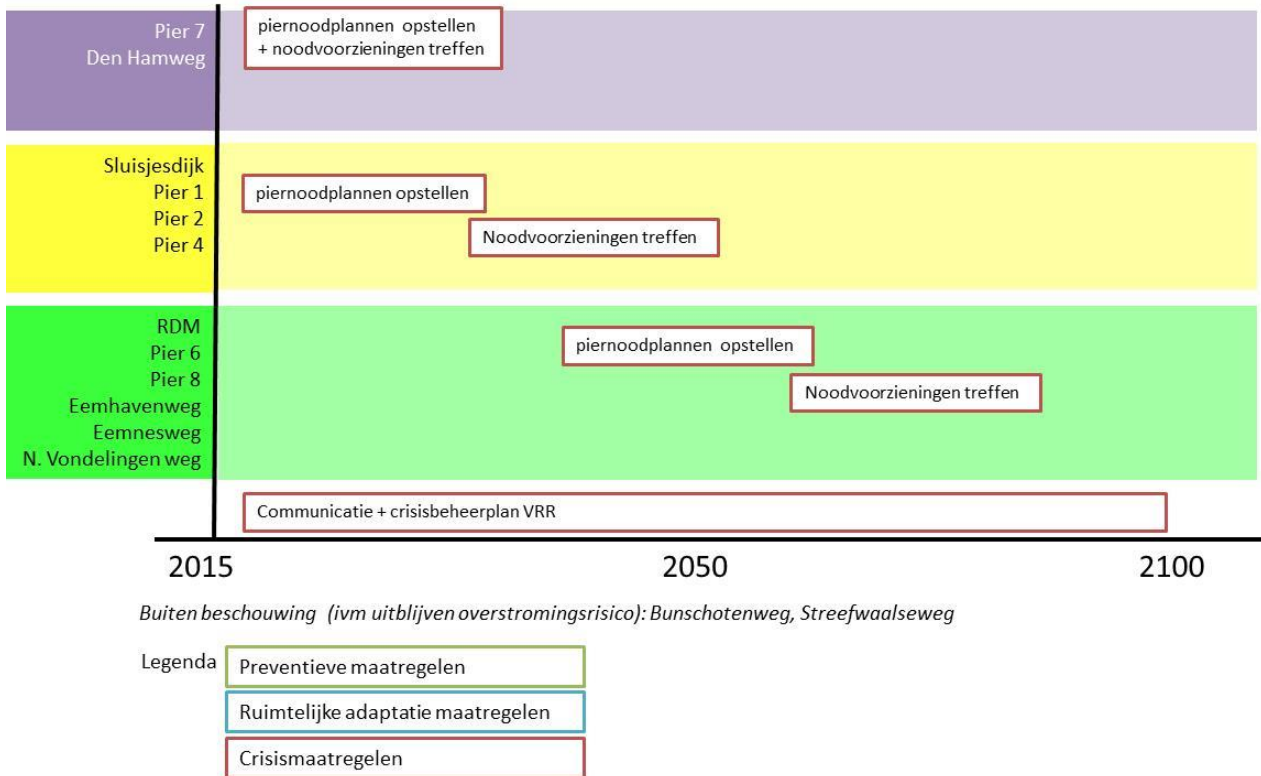 Pier 7
Den Hamweg
piernoodplannen opstellen
+ noodvoorzieningen treffen
Sluisjesdijk
Pier 1
Pier 2
Pier 4
piernoodplannen opstellen
Noodvoorzieningen treffen
RDM
Pier 6
Pier 8
Eemhavenweg
Eemnesweg
N. Vondelingen weg
piernoodplannen opstellen
Noodvoorzieningen treffen
Communicatie + crisisbeheerplan VRR
2015 2050 2100
Buiten beschouwing (ivm uitblijven overstromingsrisico): Bunschotenweg, Streefwaalseweg
Legenda
Preventieve maatregelen
Ruimtelijke adaptatie maatregelen
Crisismaatregelen